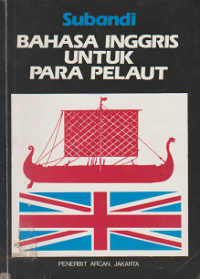 Subandi
BAHASA INGGRIS
UNTUK
PARA PELAUT
PENERBIT ARCAN, JAKARTA